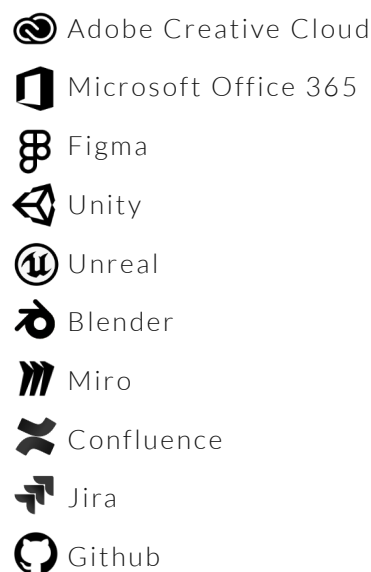 Adobe Creative Cloud
Microsoft Office 365
Figma
Unity
Unreal
Blender
Miro
Confluence
Jira
Github